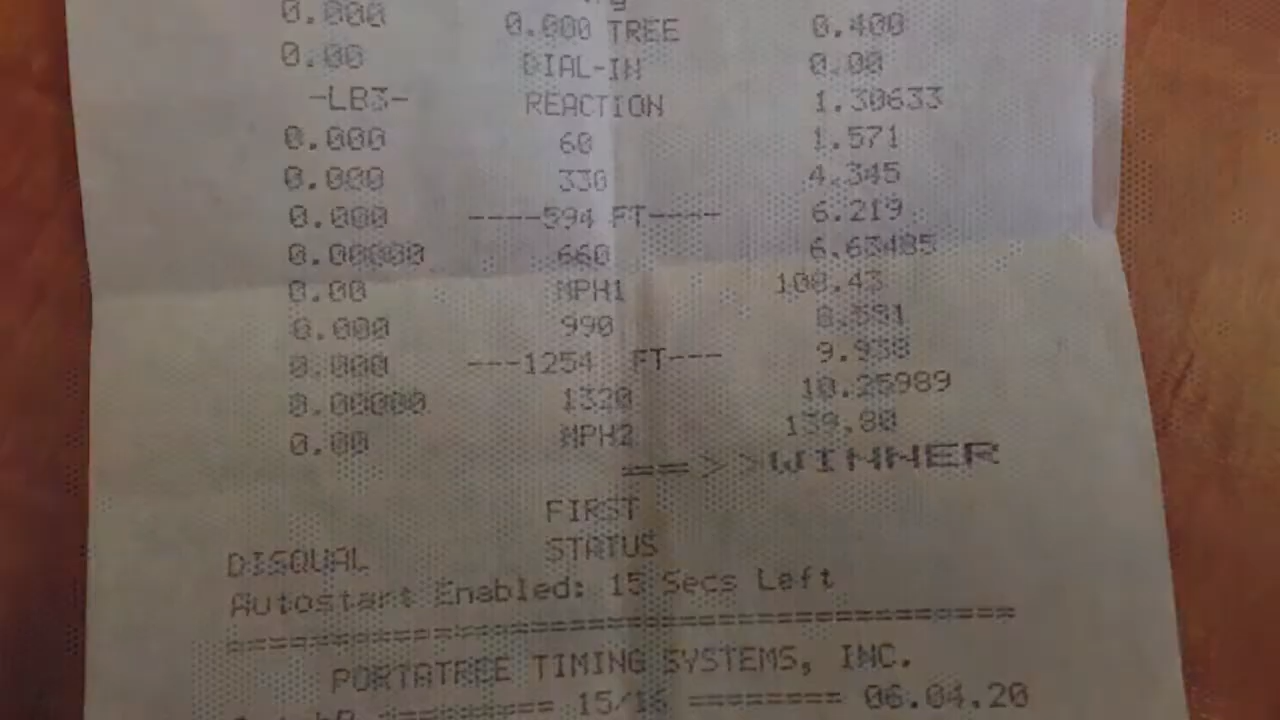 0.000 0.000 TREE 0.400
0.00 DIAL-IN 0.00
-LB3- REACTION 1.30633
0.000 60 1.571
0.000 330 4.345
0.000 ----594 FT---- 6.219
0.00000 660 6.63485
0.00 MPH1 108.43
0.000 990 8.591
0.000 ---1254 FT--- 9.938
0.00000 1320 10.25989
0.00 MPH2 139.80
==>>WINNER
FIRST
DISQUAL STATUS
Autostart Enabled: 15 Secs Left
==========================================
PORTATREE TIMING SYSTEMS, INC.
========= 15/16 ======== 06.04.20